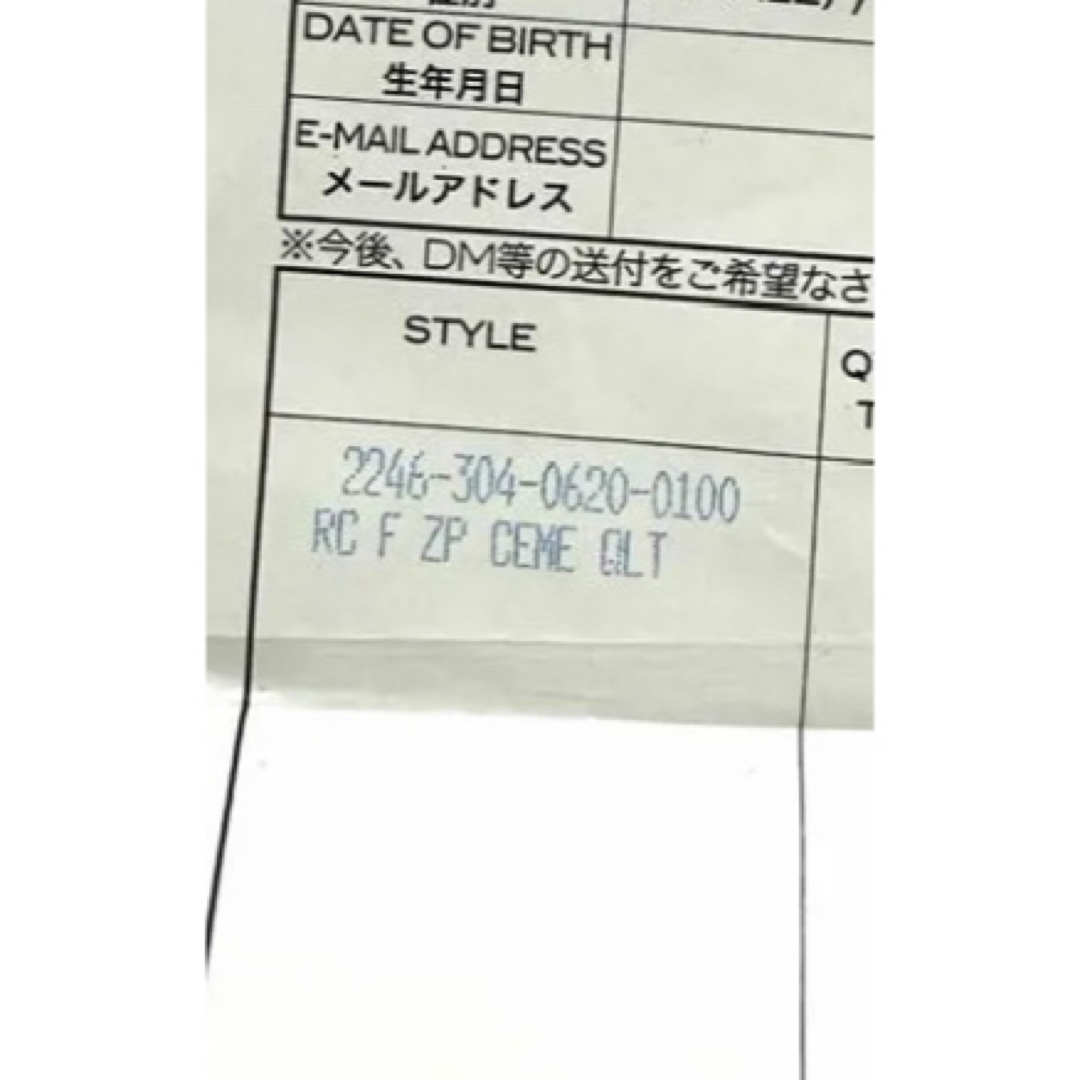 DATE OF BIRTH
生年月日
E-MAIL ADDRESS
メールアドレス
※今後、DM等の送付をご希望なさ
STYLE
2246-304-0620-0100
RC F ZP CEME QLT